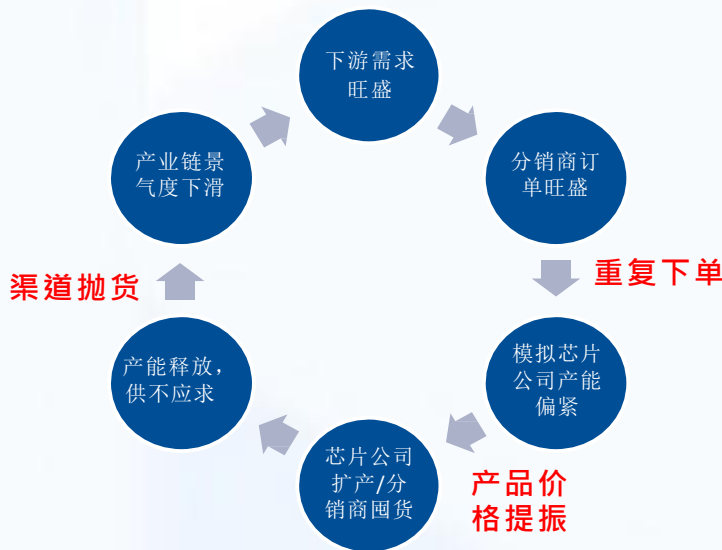 下游需求
旺盛
产业链景
气度下滑
分销商订
单旺盛
渠道抛货
重复下单
产能释放，
供不应求
模拟芯片
公司产能
偏紧
芯片公司
扩产/分
销商囤货
产品价
格提振